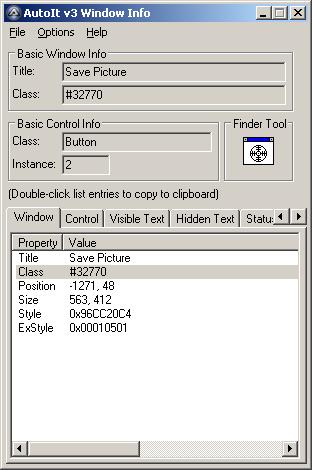 AutoIt v3 Window Info
File Options Help
Basic Window Info
Title: Save Picture
Class: #32770
Basic Control Info
Finder Tool
Class: Button
Instance: 2
(Double-click list entries to copy to clipboard)
Window Control Visible Text Hidden Text Status
Property Value
Title Save Picture
Class #32770
Position -1271, 48
Size 563, 412
Style 0x96CC20C4
ExStyle 0x00010501